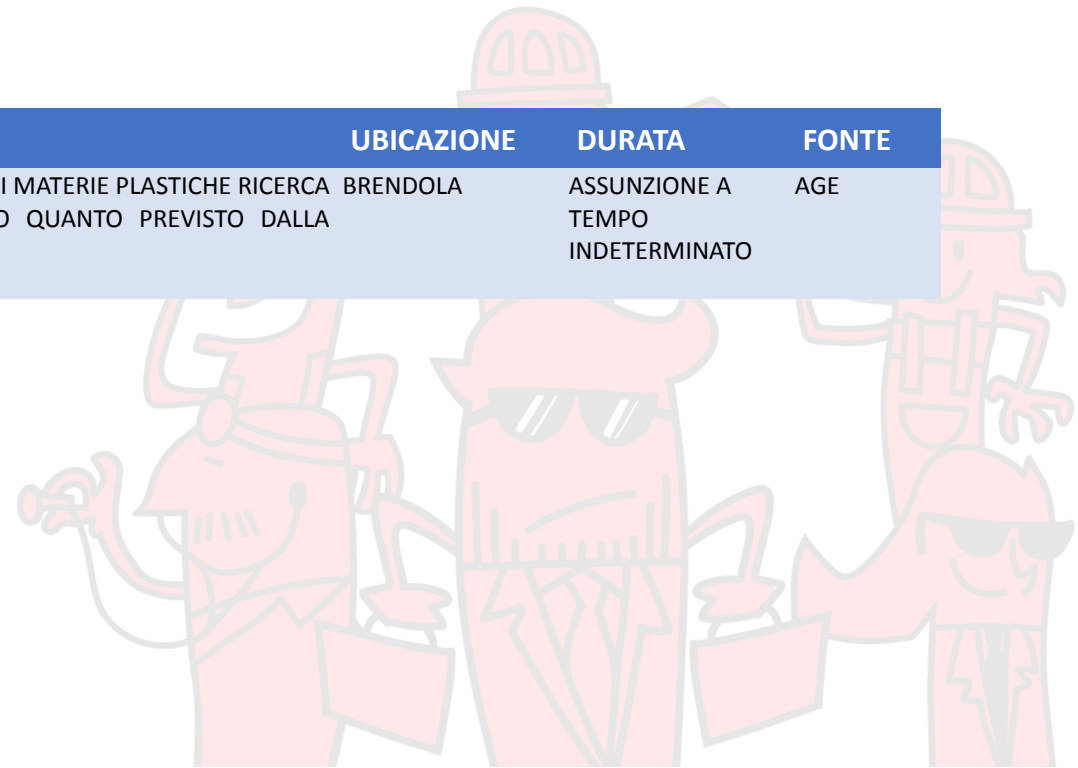 UBICAZIONE DURATA FONTE
I MATERIE PLASTICHE RICERCA BRENDOLA ASSUNZIONE A AGE
O QUANTO PREVISTO DALLA TEMPO
INDETERMINATO